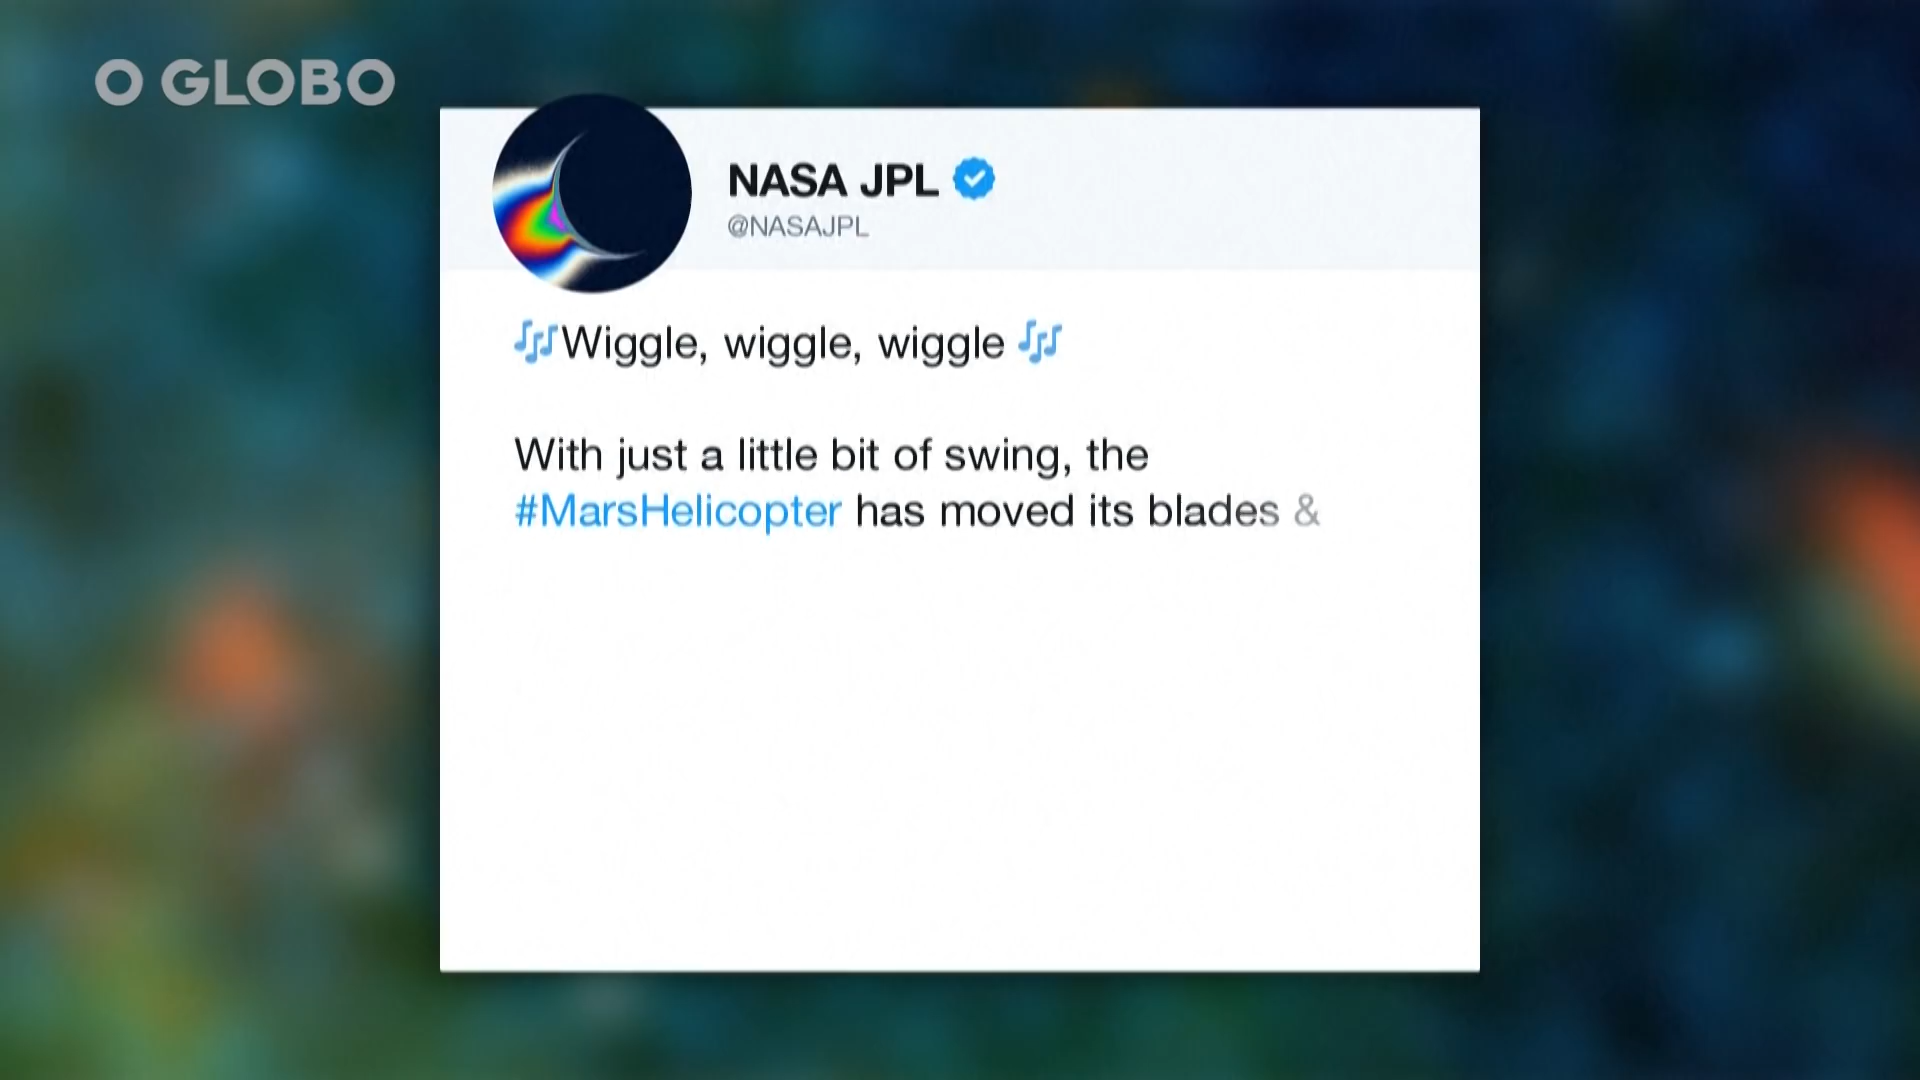 O GLOBO
NASA JPL
@NASAJPL
🎶Wiggle, wiggle, wiggle 🎶
With just a little bit of swing, the
#MarsHelicopter has moved its blades &